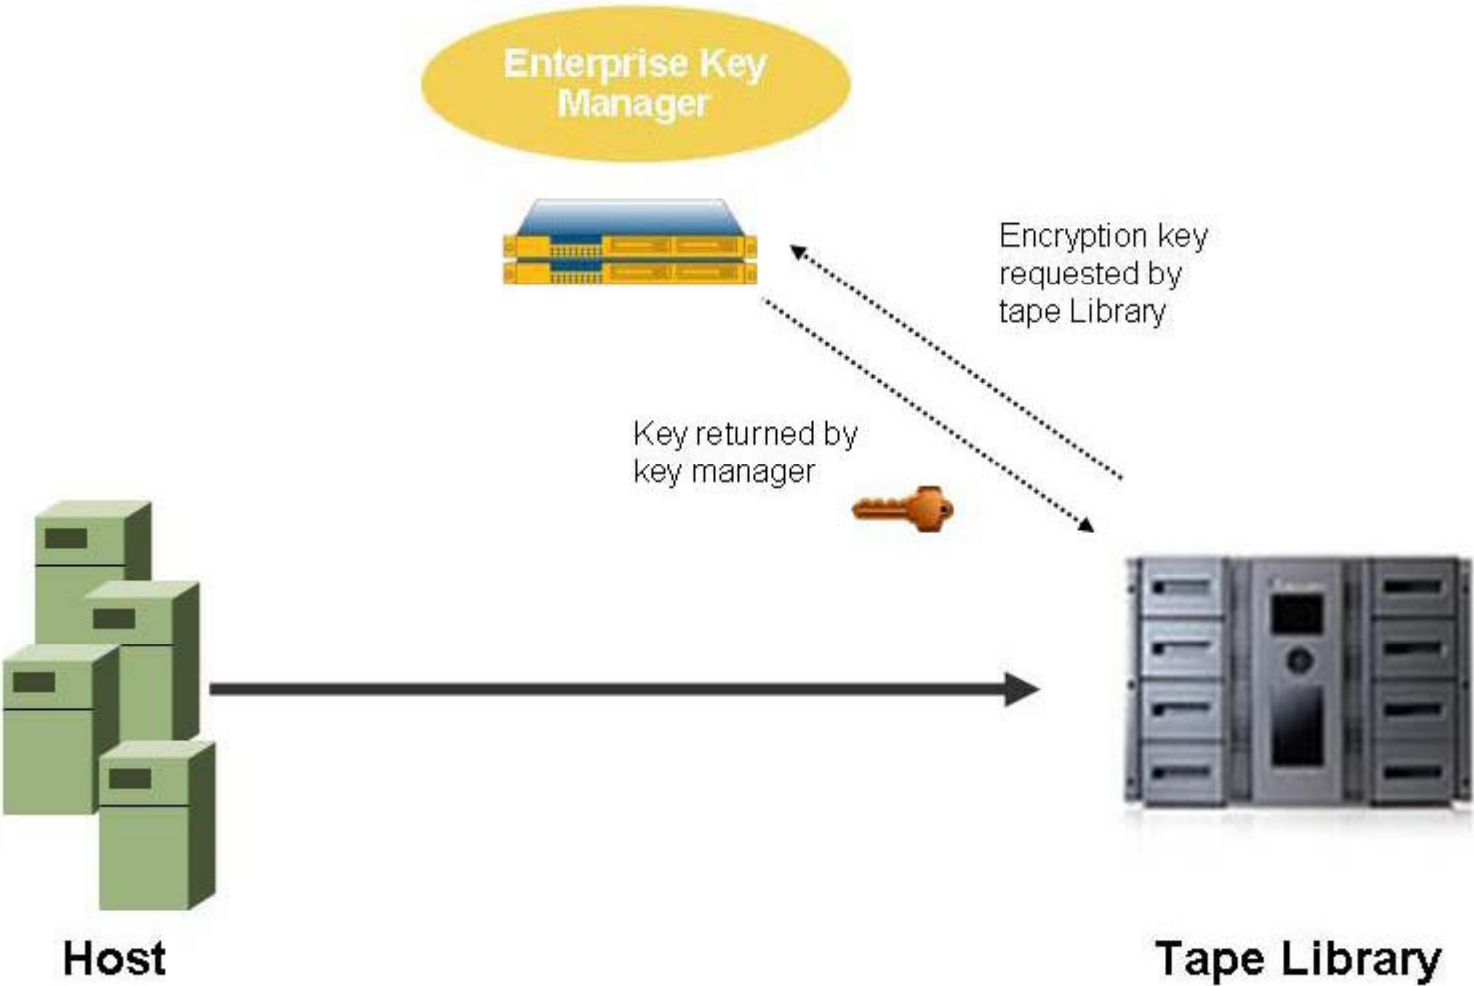 Enterprise Key
Manager
Encryption key
requested by
tape Library
Key returned by
key manager
Host
Tape Library